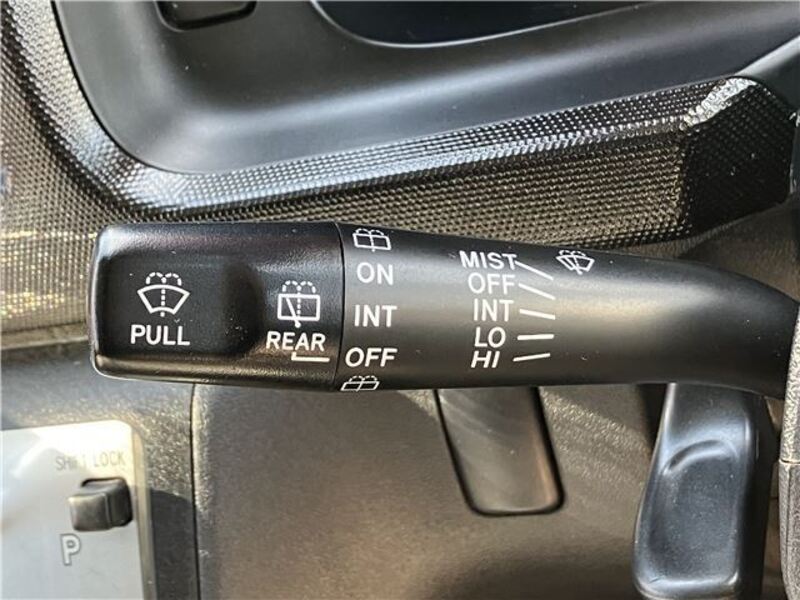 PULL
REAR
ON
INT
OFF
MIST
OFF
INT
LO
HI
SHIFT LOCK
P